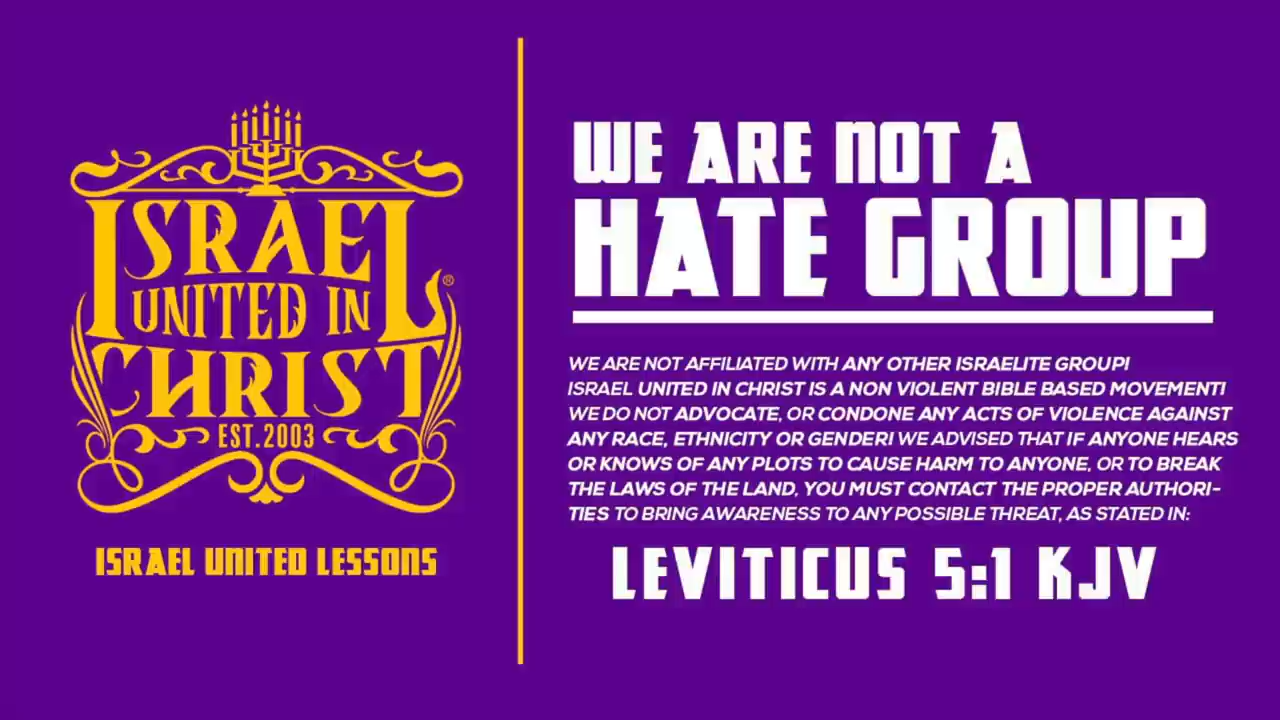 ISRAEL
UNITED IN
CHRIST
EST.2003
®
ISRAEL UNITED LESSONS
WE ARE NOT A
HATE GROUP
WE ARE NOT AFFILIATED WITH ANY OTHER ISRAELITE GROUP!
ISRAEL UNITED IN CHRIST IS A NON VIOLENT BIBLE BASED MOVEMENT!
WE DO NOT ADVOCATE, OR CONDONE ANY ACTS OF VIOLENCE AGAINST
ANY RACE, ETHNICITY OR GENDER! WE ADVISED THAT IF ANYONE HEARS
OR KNOWS OF ANY PLOTS TO CAUSE HARM TO ANYONE, OR TO BREAK
THE LAWS OF THE LAND, YOU MUST CONTACT THE PROPER AUTHORI-
TIES TO BRING AWARENESS TO ANY POSSIBLE THREAT, AS STATED IN:
LEVITICUS 5:1 KJV